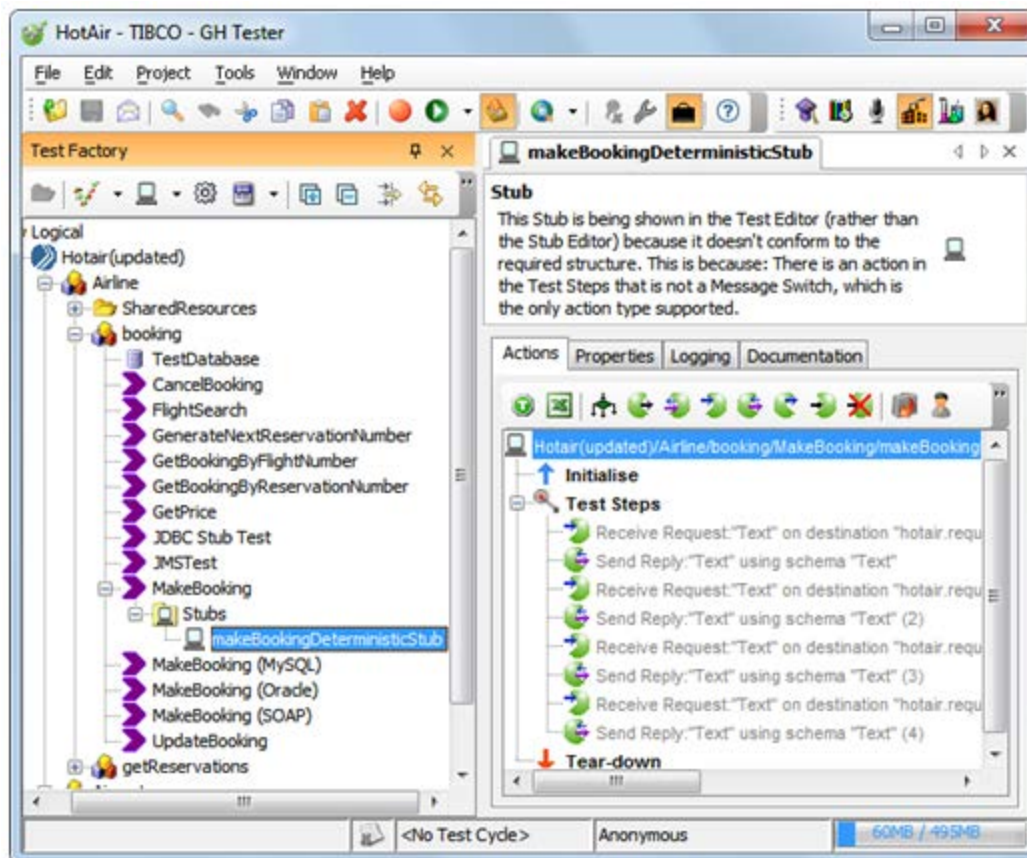 HotAir - TIBCO - GH Tester
File Edit Project Tools Window Help
Test Factory
Logical
Hotair(updated)
Airline
SharedResources
booking
TestDatabase
CancelBooking
FlightSearch
GenerateNextReservationNumber
GetBookingByFlightNumber
GetBookingByReservationNumber
GetPrice
JDBC Stub Test
JMSTest
MakeBooking
Stubs
makeBookingDeterministicStub
MakeBooking (MySQL)
MakeBooking (Oracle)
MakeBooking (SOAP)
UpdateBooking
getReservations
makeBookingDeterministicStub
Stub
This Stub is being shown in the Test Editor (rather than
the Stub Editor) because it doesn't conform to the
required structure. This is because: There is an action in
the Test Steps that is not a Message Switch, which is
the only action type supported.
Actions Properties Logging Documentation
Hotair(updated)/Airline/booking/MakeBooking/makeBooking
Initialise
Test Steps
Receive Request:"Text" on destination "hotair.requ
Send Reply:"Text" using schema "Text"
Receive Request:"Text" on destination "hotair.requ
Send Reply:"Text" using schema "Text" (2)
Receive Request:"Text" on destination "hotair.requ
Send Reply:"Text" using schema "Text" (3)
Receive Request:"Text" on destination "hotair.requ
Send Reply:"Text" using schema "Text" (4)
Tear-down
<No Test Cycle> Anonymous 60MB / 495MB